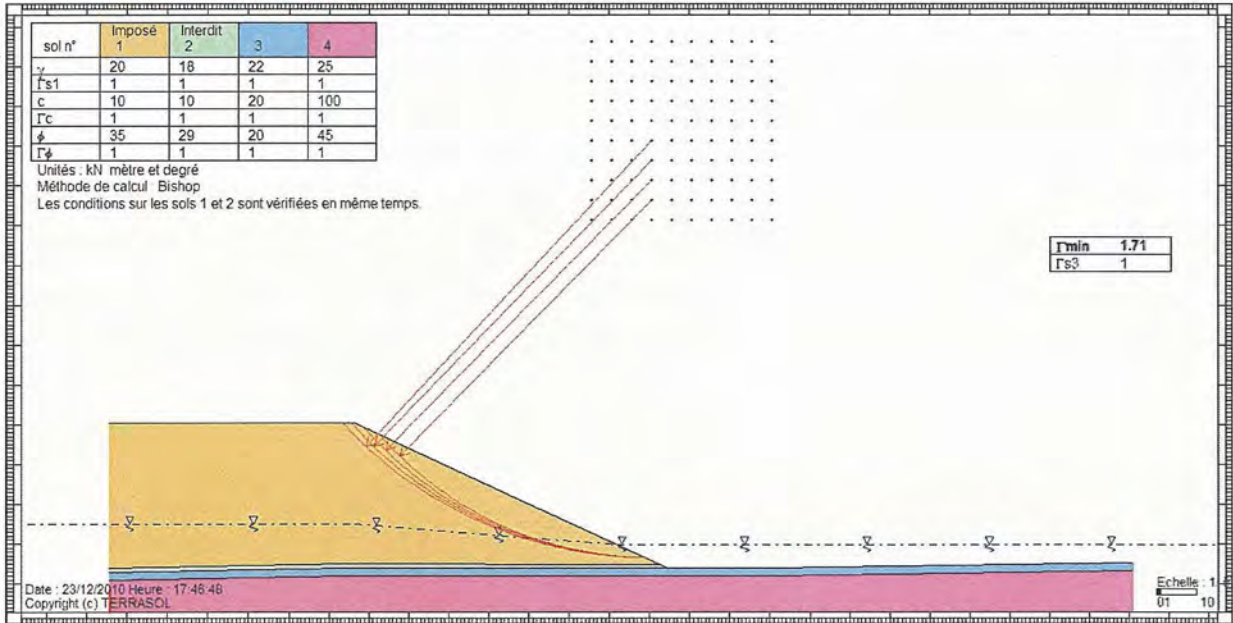 Imposé Interdit
sol n° 1 2 3 4
γ 20 18 22 25
Γs1 1 1 1 1
c 10 10 20 100
Γc 1 1 1 1
ϕ 35 29 20 45
Γϕ 1 1 1 1
Unités : kN mètre et degré
Méthode de calcul : Bishop
Les conditions sur les sols 1 et 2 sont vérifiées en même temps.
Γmin 1.71
Γs3 1
Date : 23/12/2010 Heure : 17:46:46
Copyright (c) TERRASOL
Echelle : 1
01 10